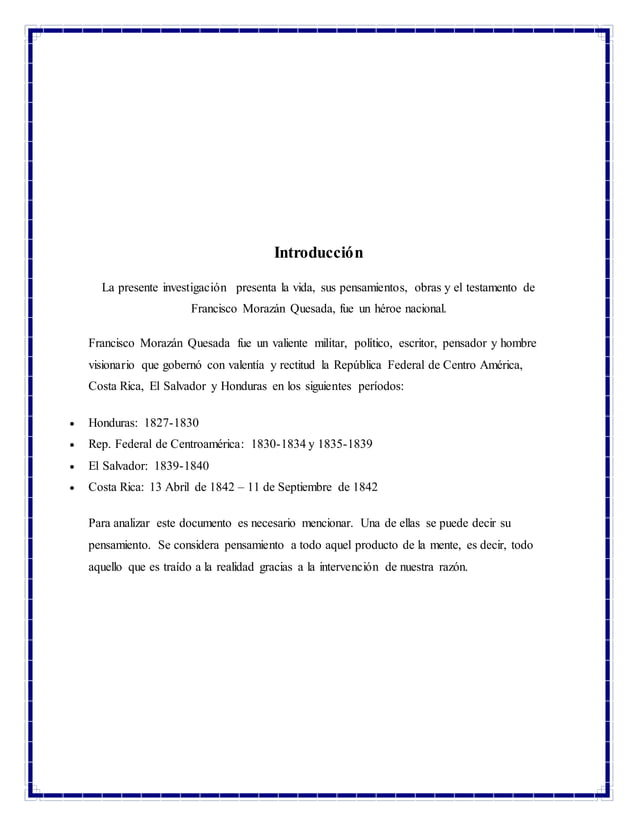 Introducción
La presente investigación presenta la vida, sus pensamientos, obras y el testamento de
Francisco Morazán Quesada, fue un héroe nacional.
Francisco Morazán Quesada fue un valiente militar, político, escritor, pensador y hombre
visionario que gobernó con valentía y rectitud la República Federal de Centro América,
Costa Rica, El Salvador y Honduras en los siguientes períodos:
• Honduras: 1827-1830
• Rep. Federal de Centroamérica: 1830-1834 y 1835-1839
• El Salvador: 1839-1840
• Costa Rica: 13 Abril de 1842 – 11 de Septiembre de 1842
Para analizar este documento es necesario mencionar. Una de ellas se puede decir su
pensamiento. Se considera pensamiento a todo aquel producto de la mente, es decir, todo
aquello que es traído a la realidad gracias a la intervención de nuestra razón.